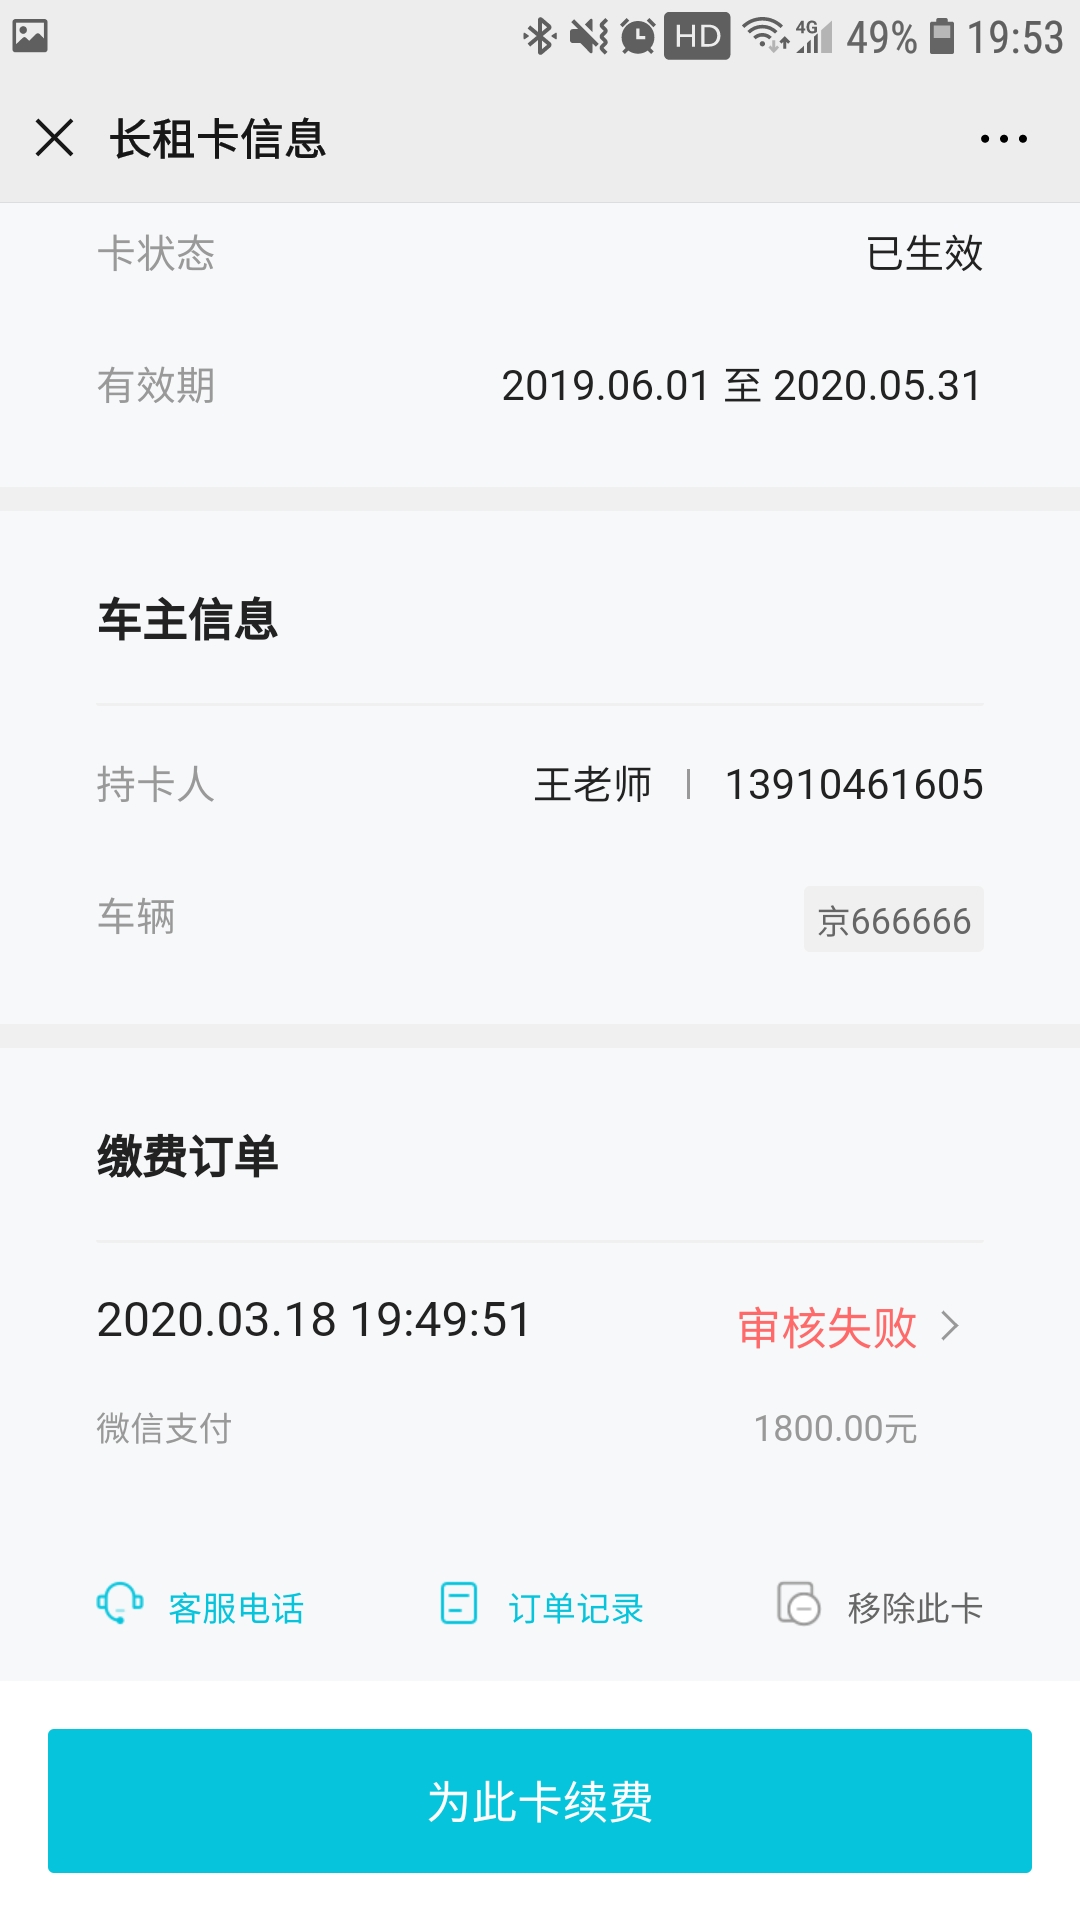 HD 4G 49% 19:53
长租卡信息
卡状态 已生效
有效期 2019.06.01 至 2020.05.31
车主信息
持卡人 王老师 | 13910461605
车辆 京666666
缴费订单
2020.03.18 19:49:51 审核失败
微信支付 1800.00元
客服电话 订单记录 移除此卡
为此卡续费